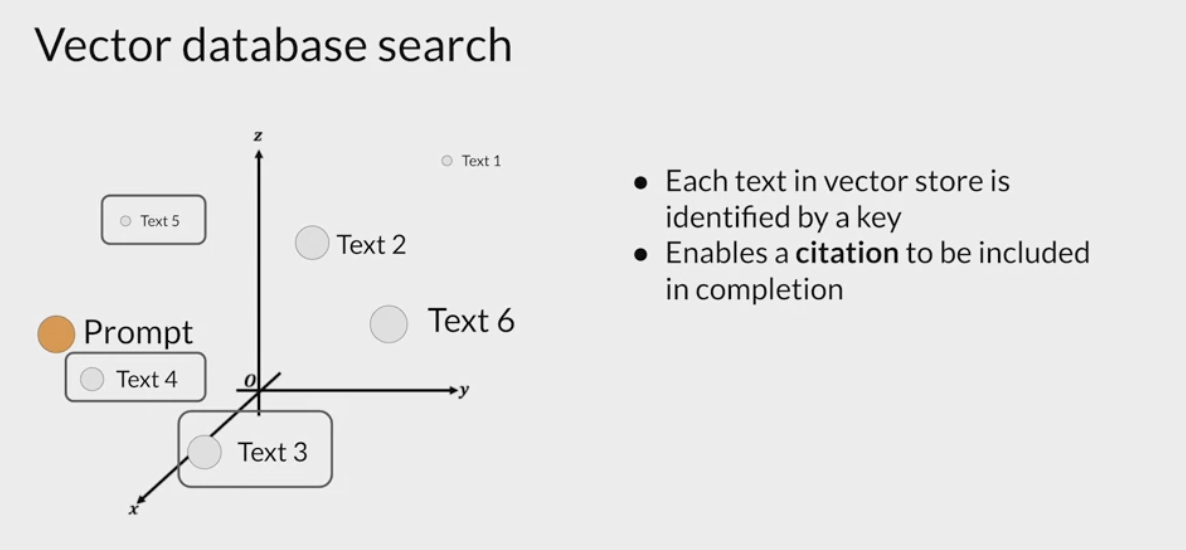 Vector database search
z
Text 1
Text 5
Text 2
Prompt
Text 6
Text 4
0
y
Text 3
x
● Each text in vector store is
identified by a key
● Enables a citation to be included
in completion